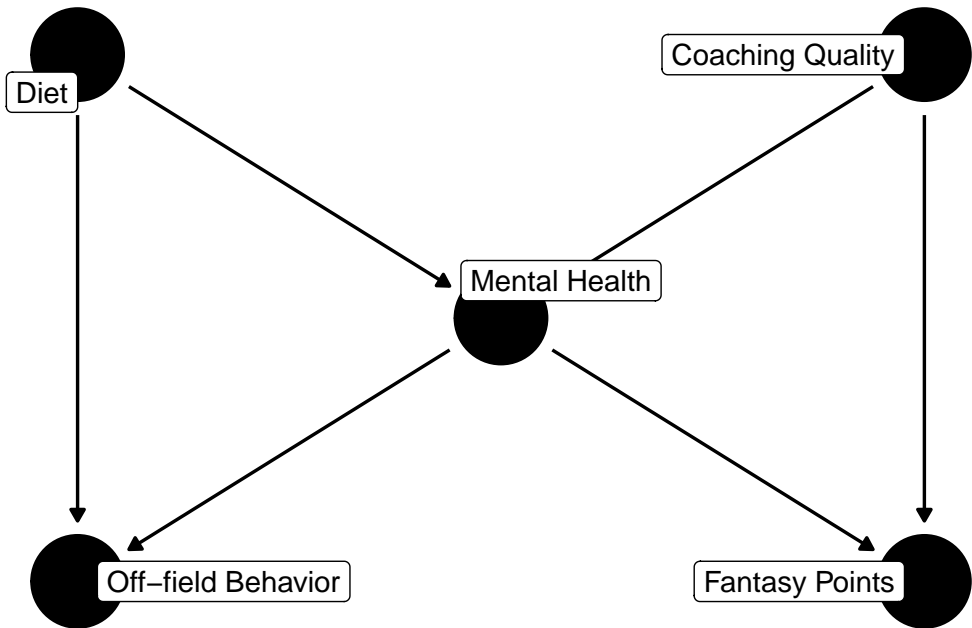 Coaching Quality
Diet
Mental Health
Off−field Behavior
Fantasy Points